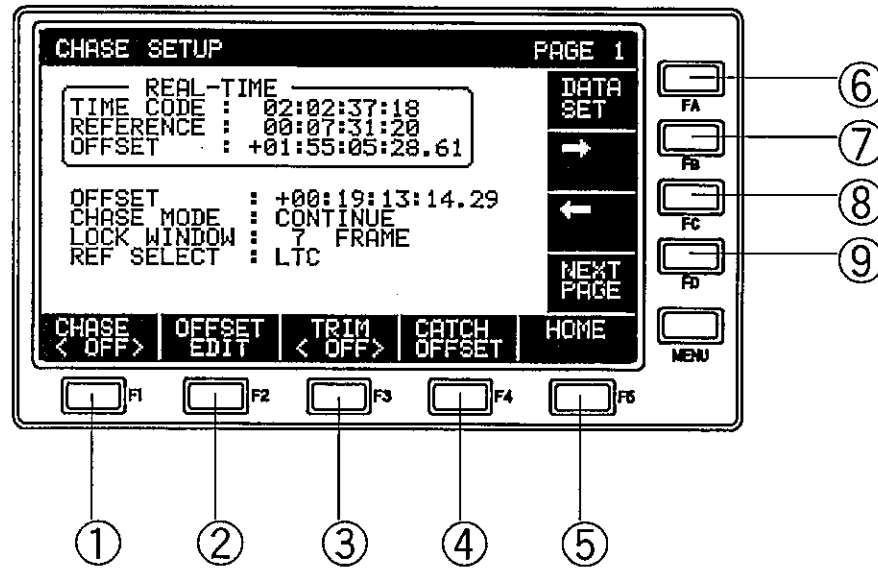 CHASE SETUP PAGE 1
REAL-TIME
TIME CODE : 02:02:37:18
REFERENCE : 00:07:31:20
OFFSET : +01:55:05:28.61
OFFSET : +00:19:13:14.29
CHASE MODE : CONTINUE
LOCK WINDOW : 7 FRAME
REF SELECT : LTC
DATA
SET
→
←
NEXT
PAGE
CHASE
< OFF>
OFFSET
EDIT
TRIM
< OFF>
CATCH
OFFSET
HOME
FA
FB
FC
FD
MENU
F1
F2
F3
F4
F5
⑥
⑦
⑧
⑨
①
②
③
④
⑤